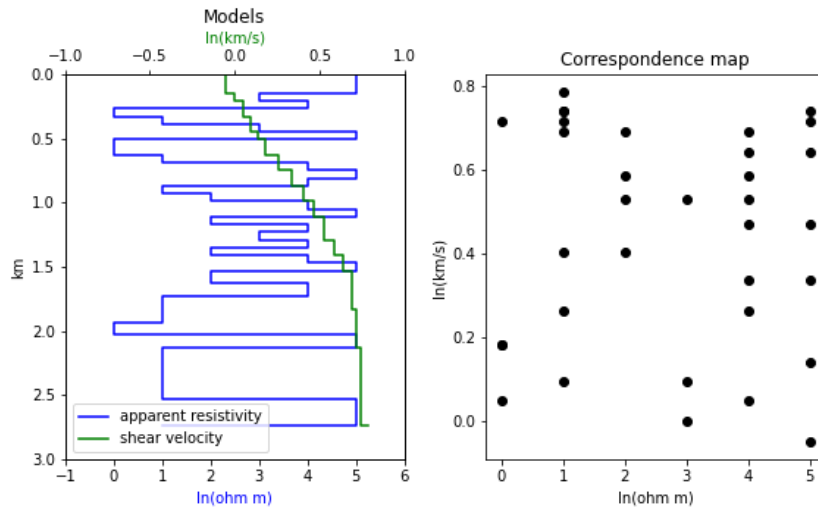 Models
ln(km/s)
−1.0 −0.5 0.0 0.5 1.0
0.0
0.5
1.0
1.5
2.0
2.5
3.0
km
apparent resistivity
shear velocity
−1 0 1 2 3 4 5 6
ln(ohm m)
Correspondence map
0.8
0.6
0.4
0.2
0.0
ln(km/s)
0 1 2 3 4 5
ln(ohm m)